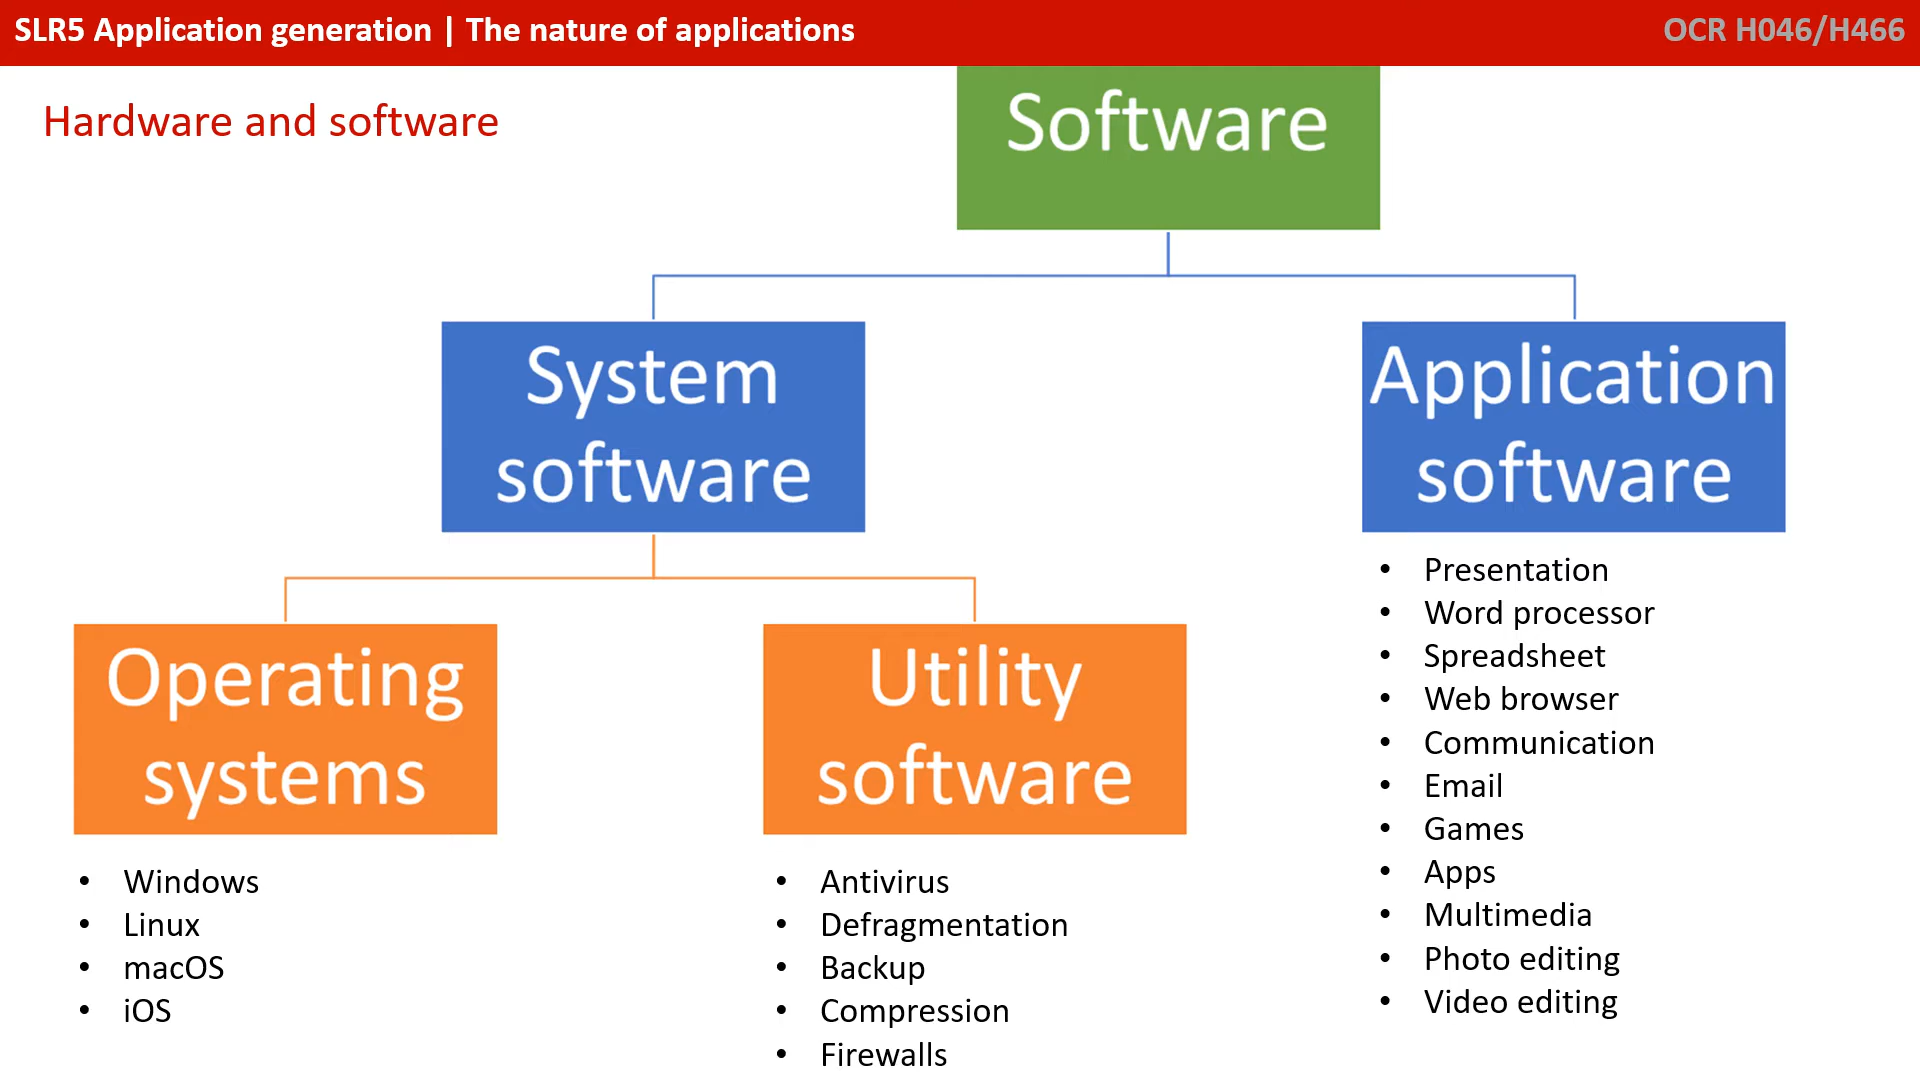 SLR5 Application generation | The nature of applications
OCR H046/H466
Hardware and software
Software
System
software
Application
software
Operating
systems
Utility
software
• Windows
• Linux
• macOS
• iOS
• Antivirus
• Defragmentation
• Backup
• Compression
• Firewalls
• Presentation
• Word processor
• Spreadsheet
• Web browser
• Communication
• Email
• Games
• Apps
• Multimedia
• Photo editing
• Video editing